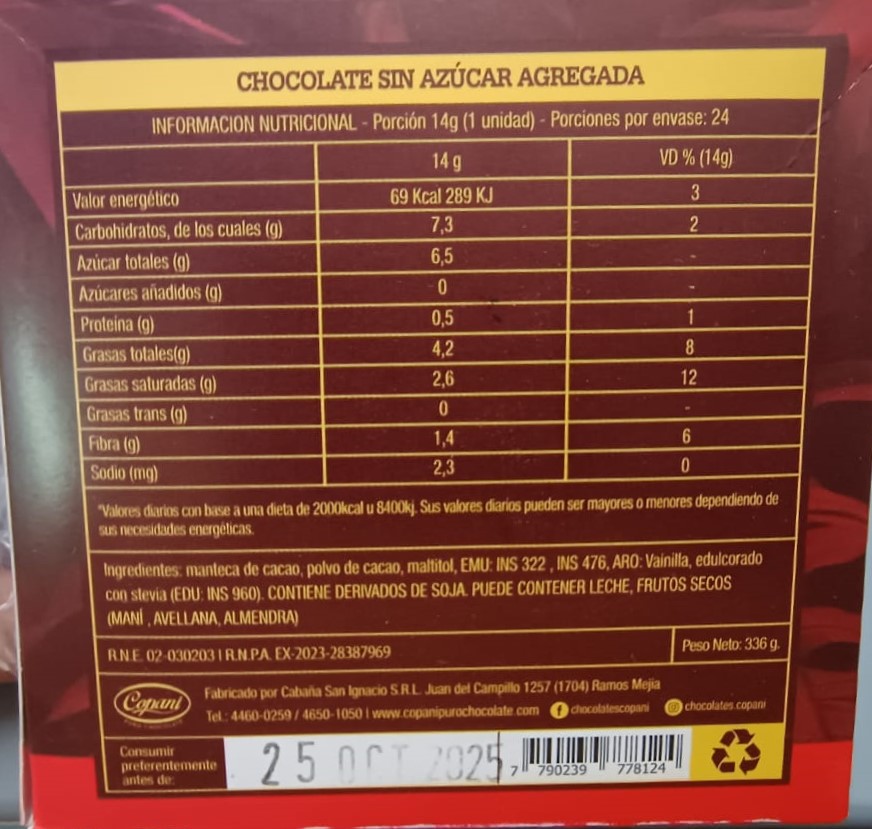 CHOCOLATE SIN AZÚCAR AGREGADA
INFORMACION NUTRICIONAL - Porción 14g (1 unidad) - Porciones por envase: 24
14 g VD % (14g)
Valor energético 69 Kcal 289 KJ 3
Carbohidratos, de los cuales (g) 7,3 2
Azúcar totales (g) 6,5 -
Azúcares añadidos (g) 0 -
Proteína (g) 0,5 1
Grasas totales(g) 4,2 8
Grasas saturadas (g) 2,6 12
Grasas trans (g) 0 -
Fibra (g) 1,4 6
Sodio (mg) 2,3 0
*Valores diarios con base a una dieta de 2000kcal u 8400kj. Sus valores diarios pueden ser mayores o menores dependiendo de
sus necesidades energéticas.
Ingredientes: manteca de cacao, polvo de cacao, maltitol, EMU: INS 322 , INS 476, ARO: Vainilla, edulcorado
con stevia (EDU: INS 960). CONTIENE DERIVADOS DE SOJA. PUEDE CONTENER LECHE, FRUTOS SECOS
(MANÍ , AVELLANA, ALMENDRA)
R.N.E. 02-030203 I R.N.P.A. EX-2023-28387969
Peso Neto: 336 g.
Copani
Fabricado por Cabaña San Ignacio S.R.L. Juan del Campillo 1257 (1704) Ramos Mejia
Tel.: 4460-0259 / 4650-1050 I www.copanipurochocolate.com chocolatescopani chocolates.copani
Consumir
preferentemente
antes de:
25 OCT 2025
7 790239 778124